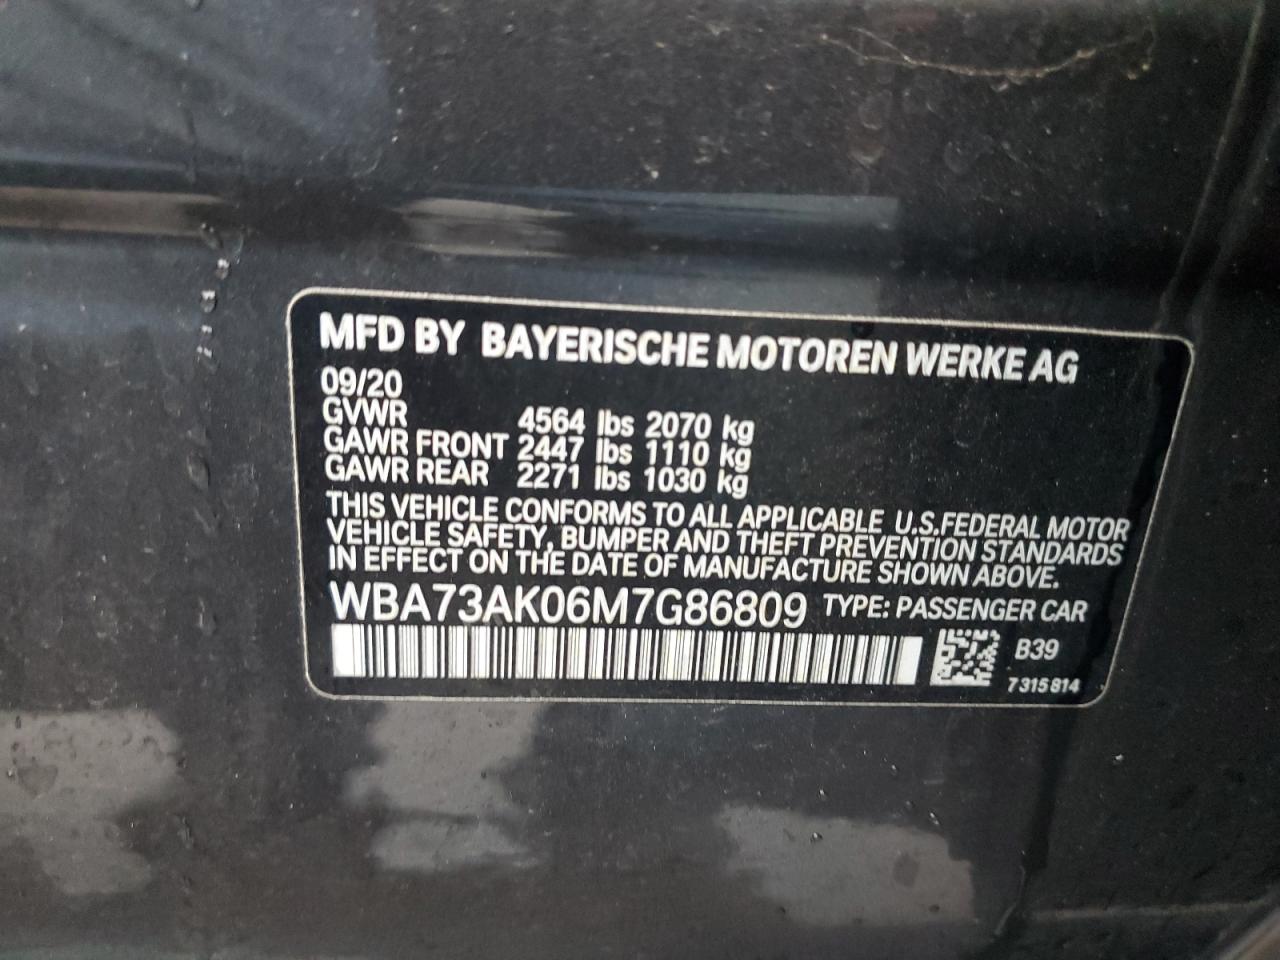 MFD BY BAYERISCHE MOTOREN WERKE AG
09/20
GVWR 4564 lbs 2070 kg
GAWR FRONT 2447 lbs 1110 kg
GAWR REAR 2271 lbs 1030 kg
THIS VEHICLE CONFORMS TO ALL APPLICABLE U.S.FEDERAL MOTOR
VEHICLE SAFETY, BUMPER AND THEFT PREVENTION STANDARDS
IN EFFECT ON THE DATE OF MANUFACTURE SHOWN ABOVE.
WBA73AK06M7G86809 TYPE: PASSENGER CAR
B39
7315814